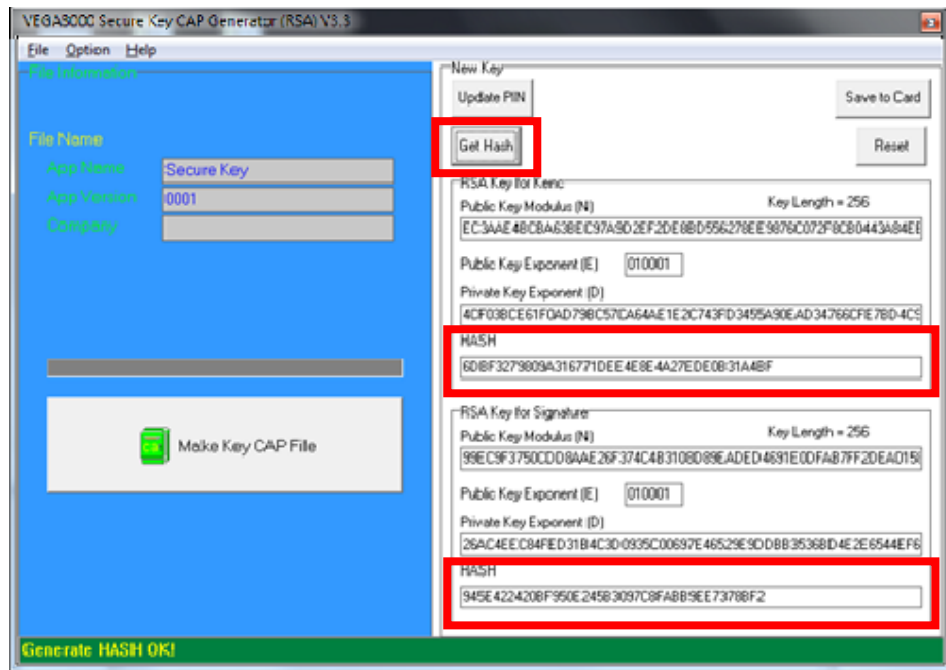 VEGA3000 Secure Key CAP Generator (RSA) V3.3
File Option Help
File Information
File Name
App Name
Secure Key
App Version
0001
Company
Make Key CAP File
New Key
Update PIN
Save to Card
Get Hash
Reset
RSA Key for Kenc
Public Key Modulus (N)
Key Length = 256
Public Key Exponent (E)
010001
Private Key Exponent (D)
HASH
RSA Key for Signature
Public Key Modulus (N)
Key Length = 256
Public Key Exponent (E)
010001
Private Key Exponent (D)
HASH
Generate HASH OK!